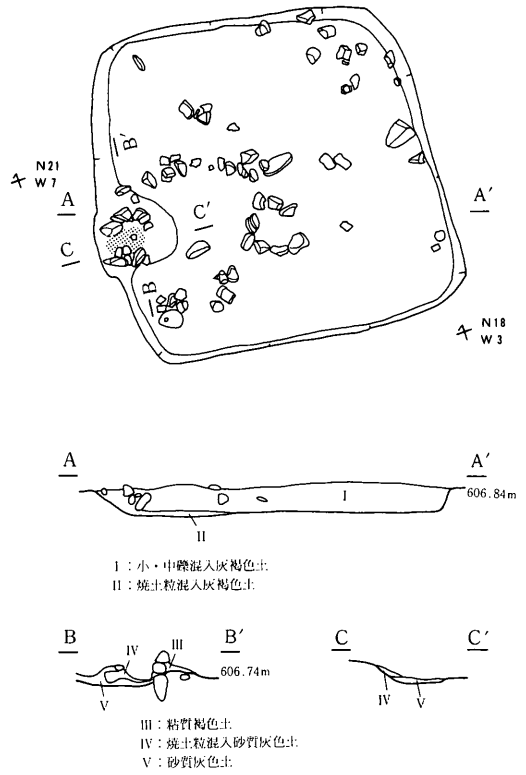 N21
W7
A
A′
B′
C′
C
B
N18
W3
A
A′
606.84m
I
II
I：小・中礫混入灰褐色土
II：焼土粒混入灰褐色土
B
B′
C
C′
IV
III
606.74m
V
IV
V
III：粘質褐色土
IV：焼土粒混入砂質灰色土
V：砂質灰色土